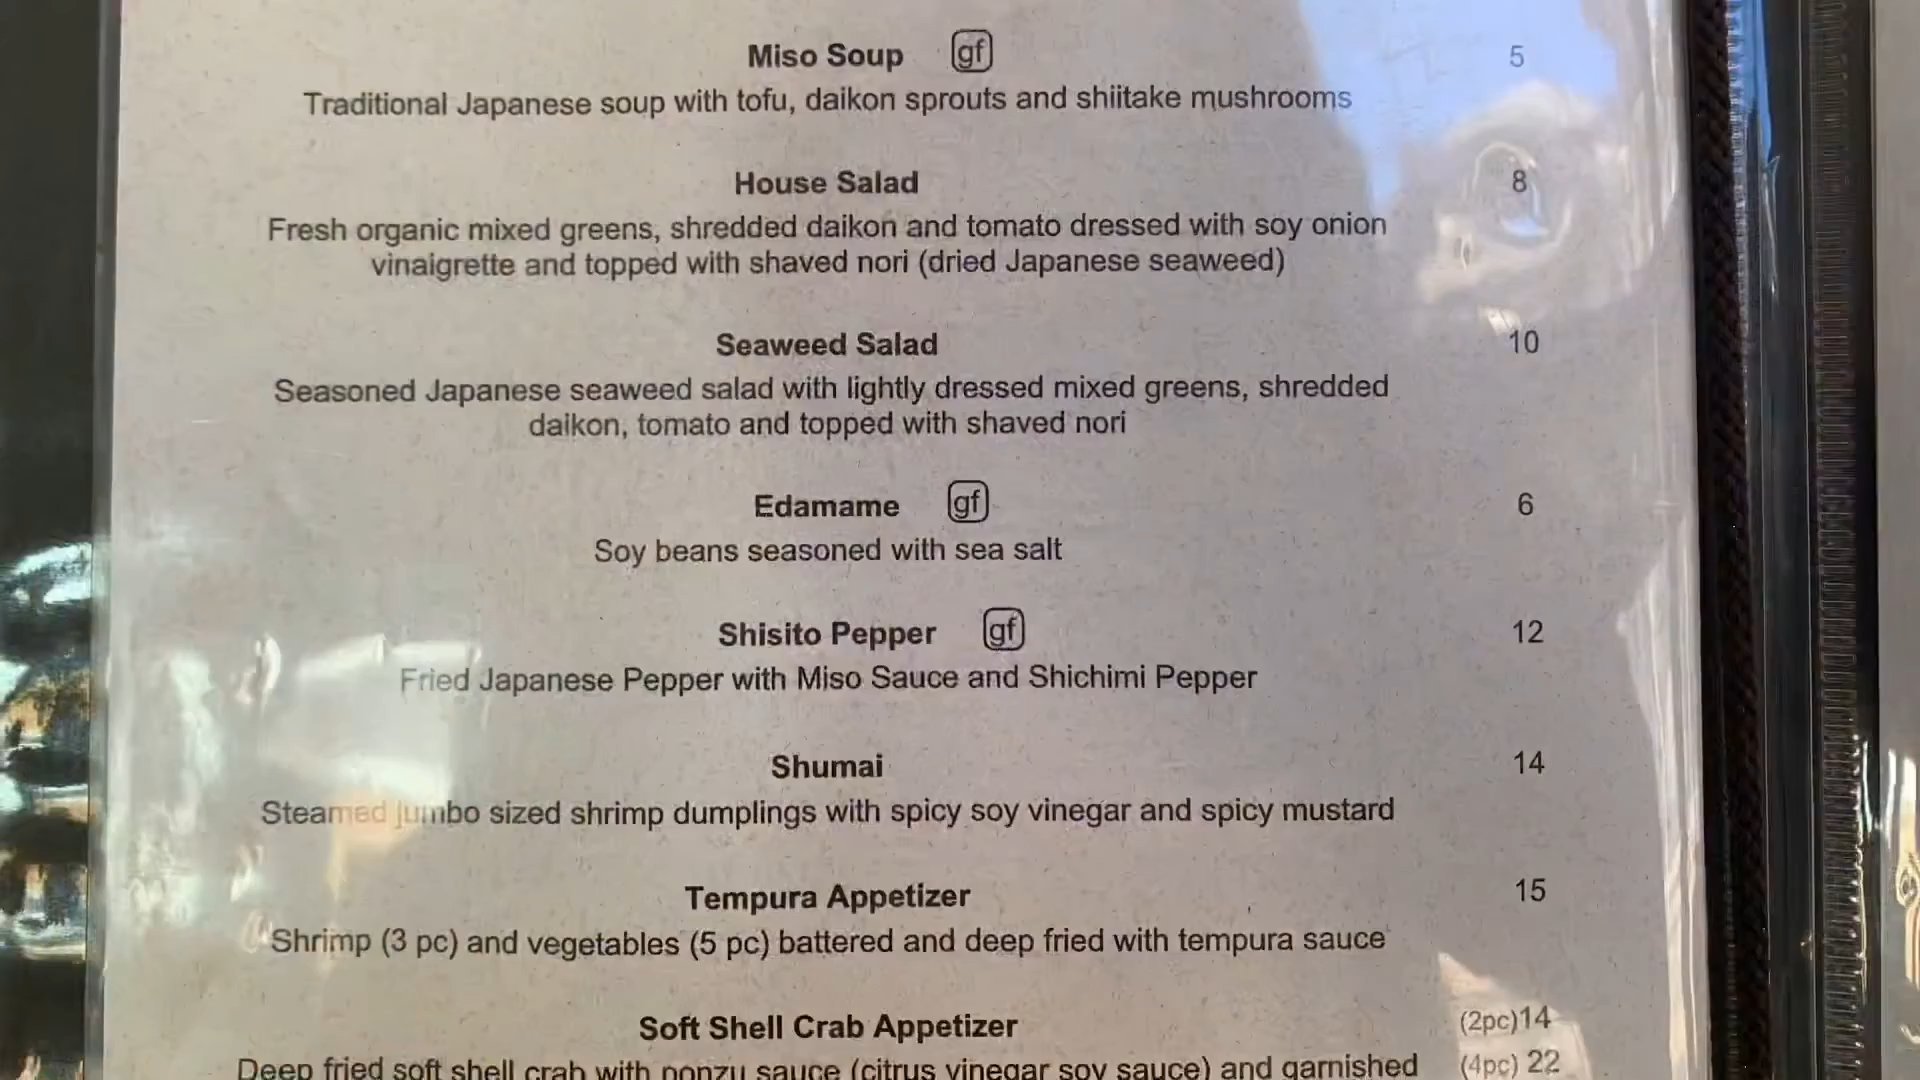 Miso Soup gf 5
Traditional Japanese soup with tofu, daikon sprouts and shiitake mushrooms
House Salad 8
Fresh organic mixed greens, shredded daikon and tomato dressed with soy onion
vinaigrette and topped with shaved nori (dried Japanese seaweed)
Seaweed Salad 10
Seasoned Japanese seaweed salad with lightly dressed mixed greens, shredded
daikon, tomato and topped with shaved nori
Edamame gf 6
Soy beans seasoned with sea salt
Shisito Pepper gf 12
Fried Japanese Pepper with Miso Sauce and Shichimi Pepper
Shumai 14
Steamed jumbo sized shrimp dumplings with spicy soy vinegar and spicy mustard
Tempura Appetizer 15
Shrimp (3 pc) and vegetables (5 pc) battered and deep fried with tempura sauce
Soft Shell Crab Appetizer (2pc)14
Deep fried soft shell crab with ponzu sauce (citrus vinegar soy sauce) and garnished (4pc) 22